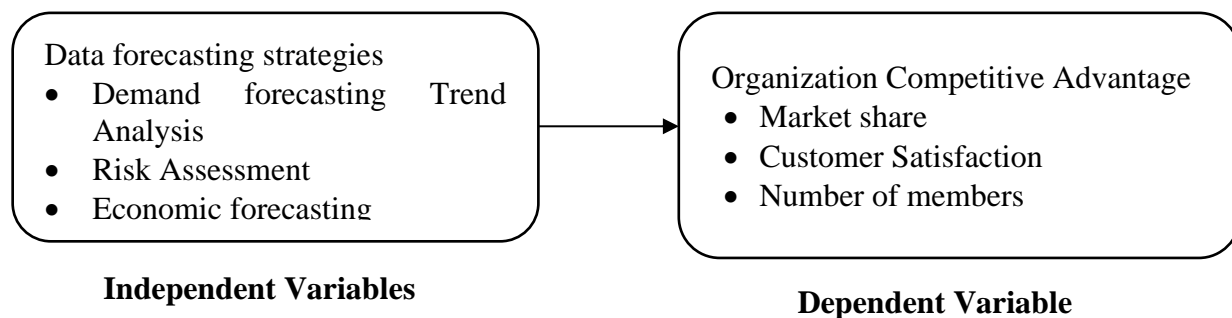 Data forecasting strategies
• Demand forecasting Trend
Analysis
• Risk Assessment
• Economic forecasting
Independent Variables
Organization Competitive Advantage
• Market share
• Customer Satisfaction
• Number of members
Dependent Variable